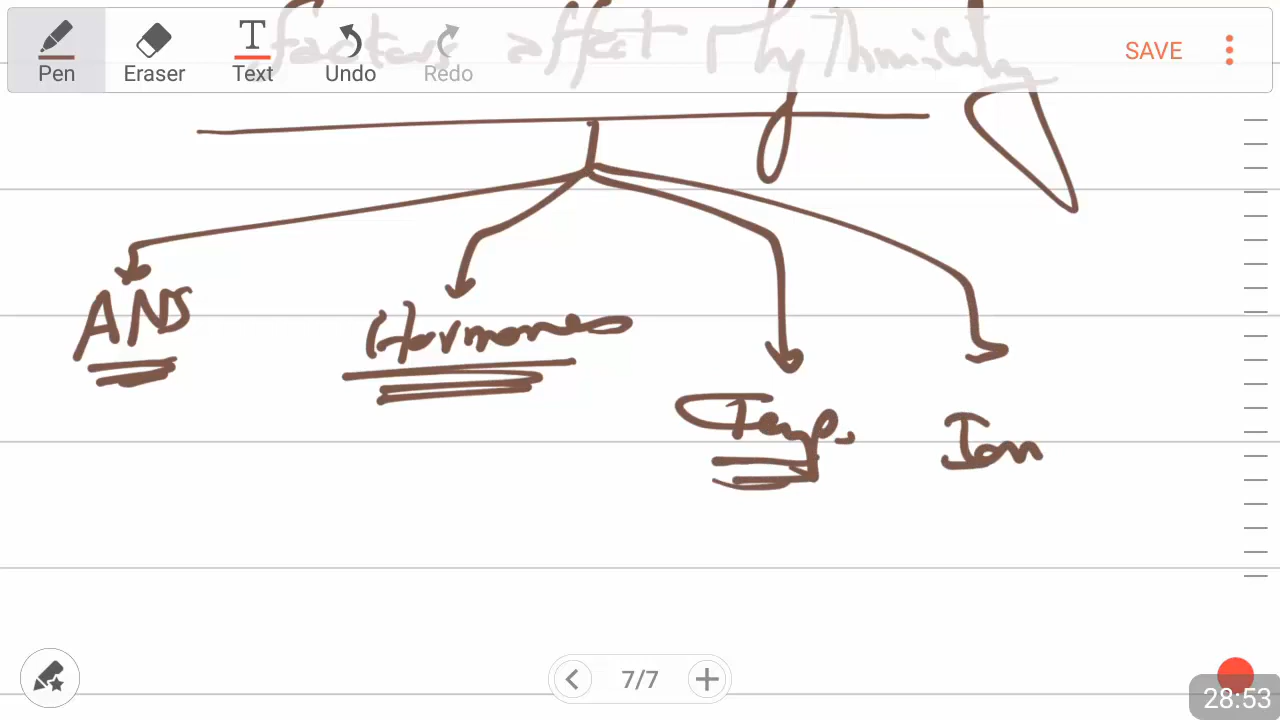 factors affect Rhythmicity
Pen Eraser Text Undo Redo SAVE
ANS
Hormones
Temp.
Ion
7/7
28:53